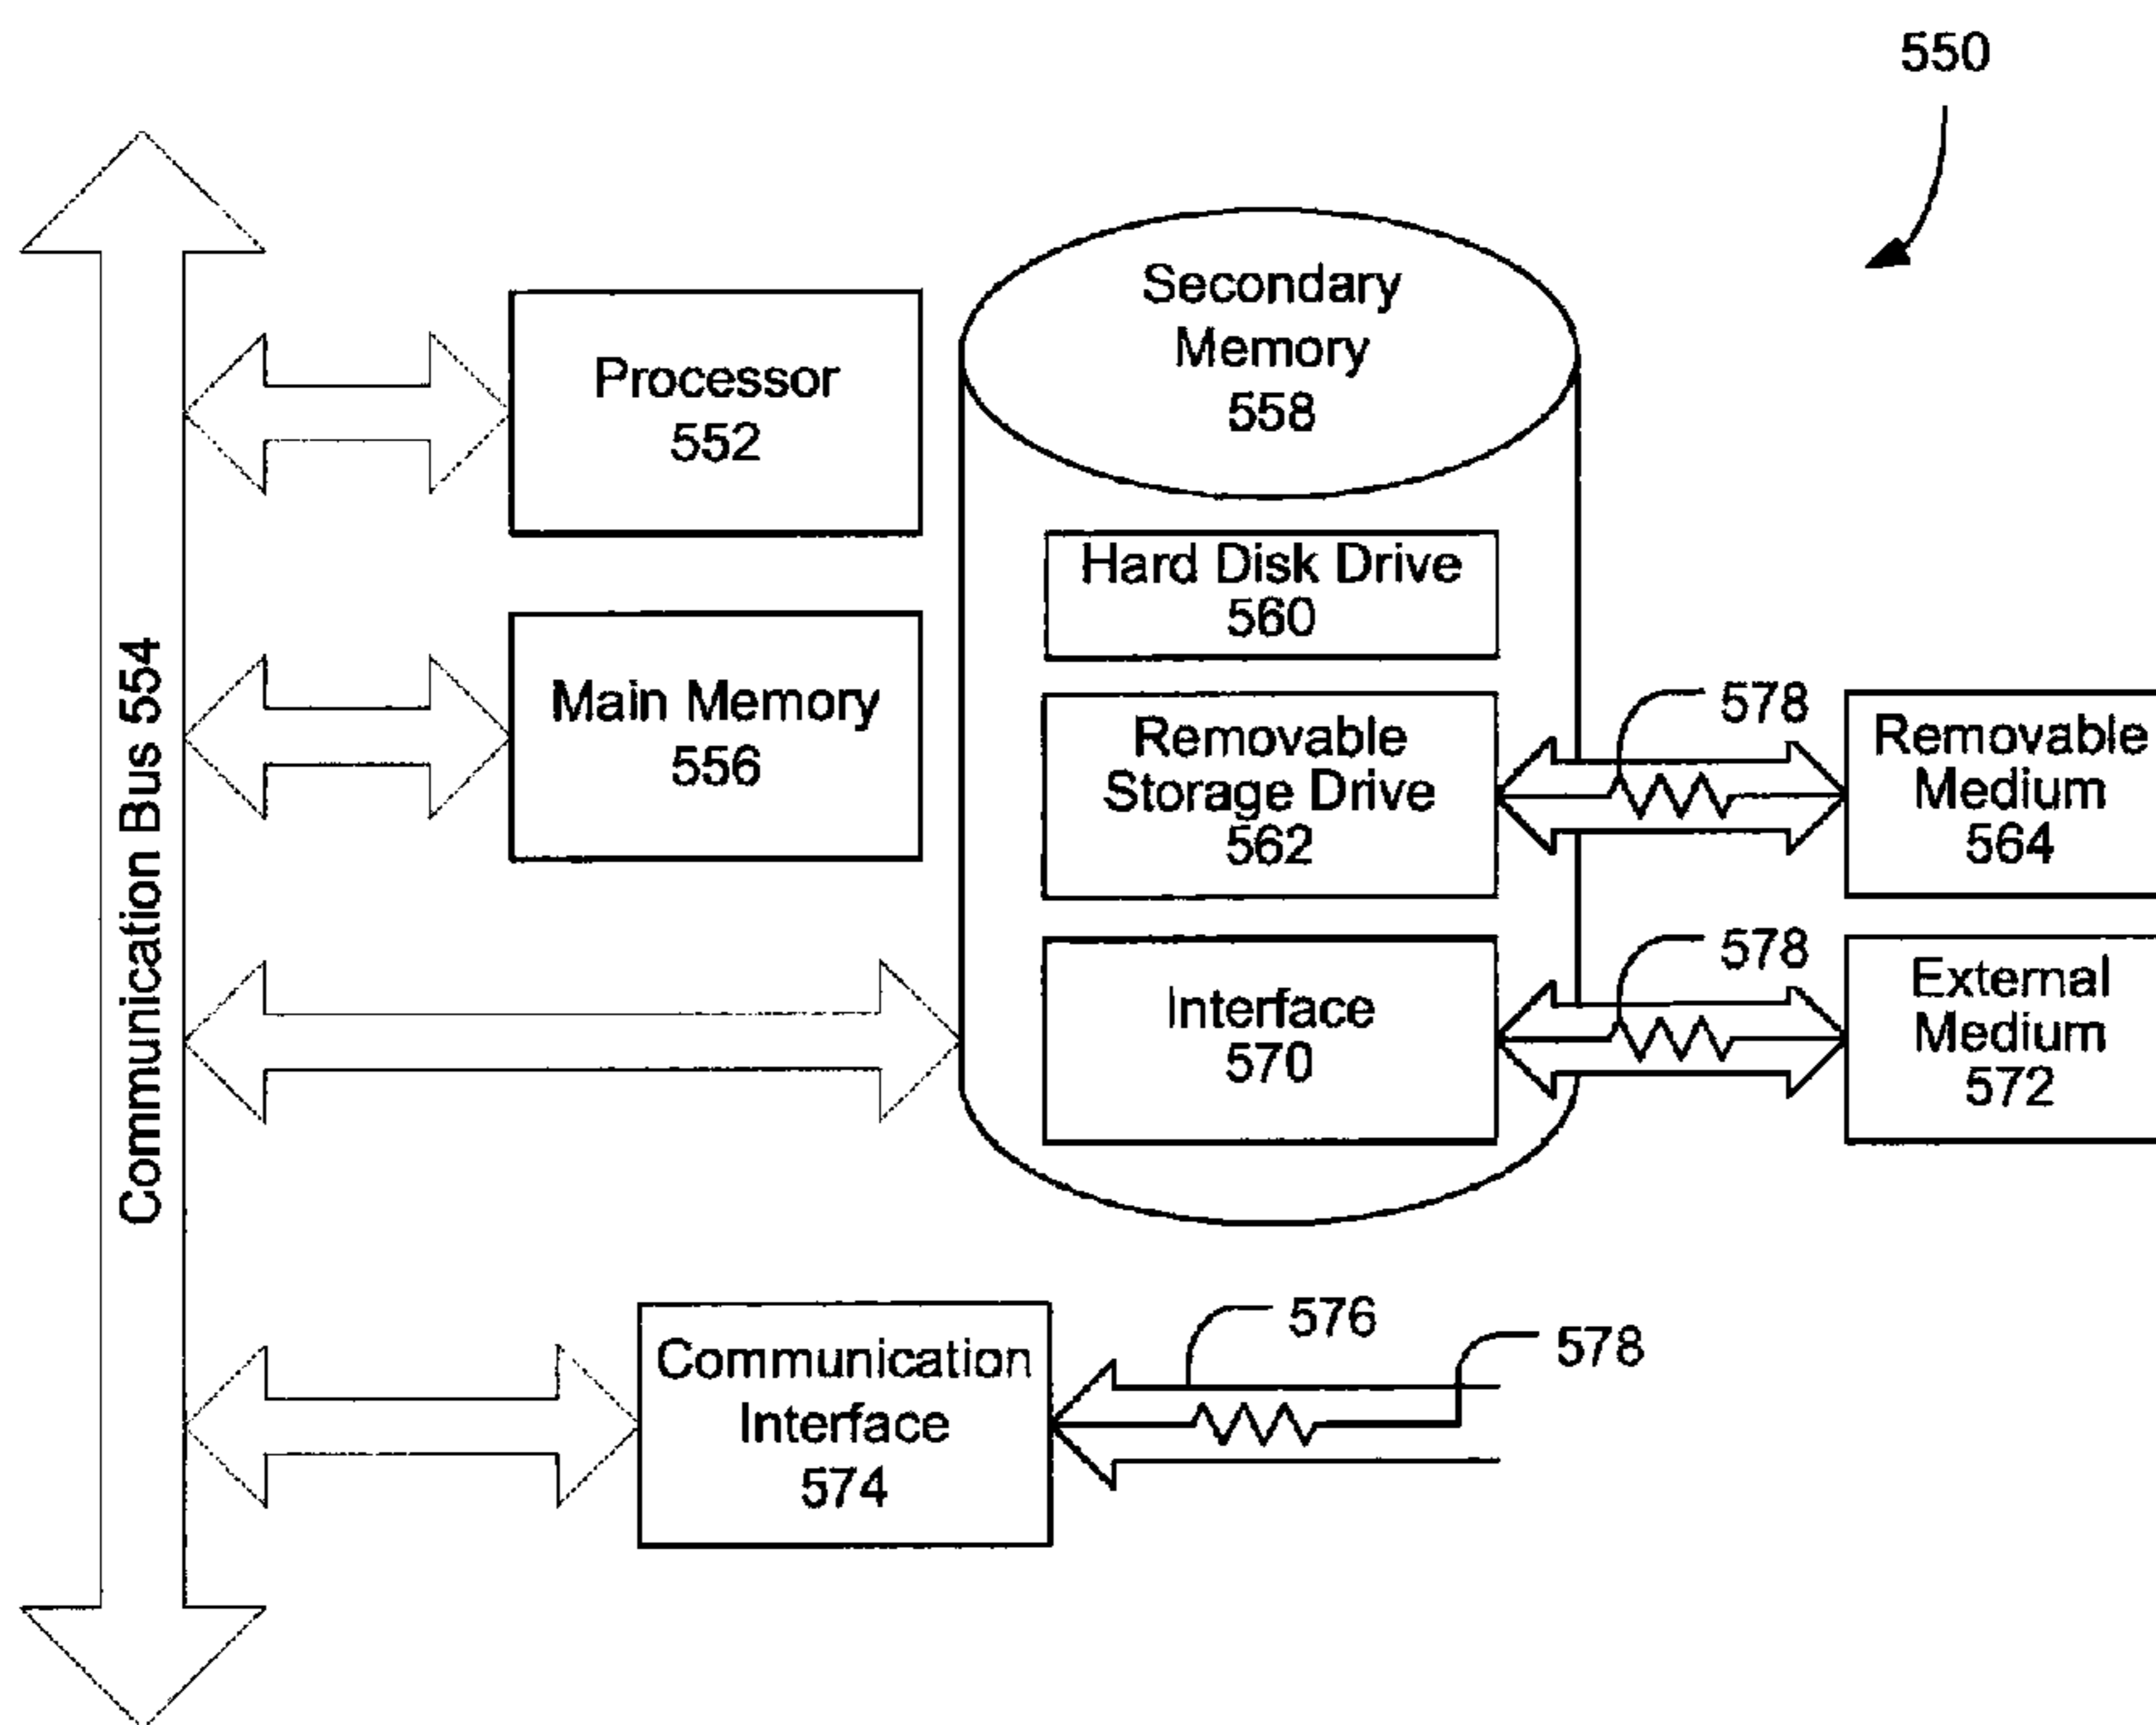 550
Secondary
Memory
558
Processor
552
Hard Disk Drive
560
Main Memory
556
Removable
Storage Drive
562
578
Removable
Medium
564
Interface
570
578
External
Medium
572
Communication Bus 554
Communication
Interface
574
576
578